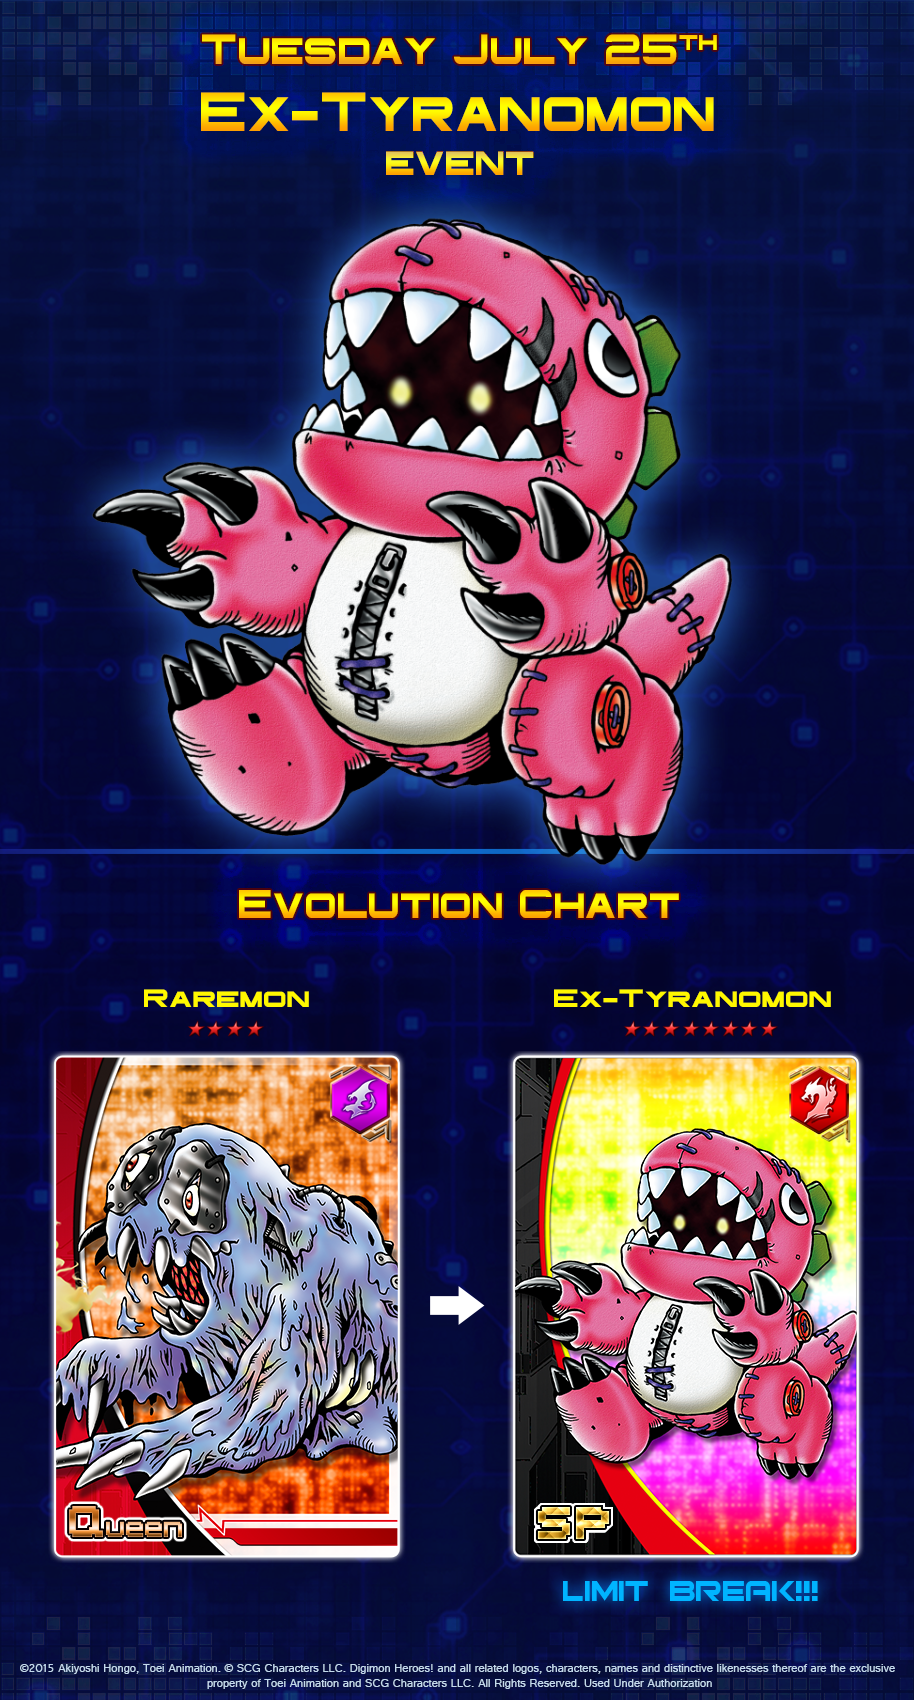 Tuesday July 25TH
Ex-Tyranomon
EVENT
Evolution Chart
Raremon
Ex-Tyranomon
Queen
SP
LIMIT BREAK!!!
©2015 Akiyoshi Hongo, Toei Animation. © SCG Characters LLC. Digimon Heroes! and all related logos, characters, names and distinctive likenesses thereof are the exclusive
property of Toei Animation and SCG Characters LLC. All Rights Reserved. Used Under Authorization